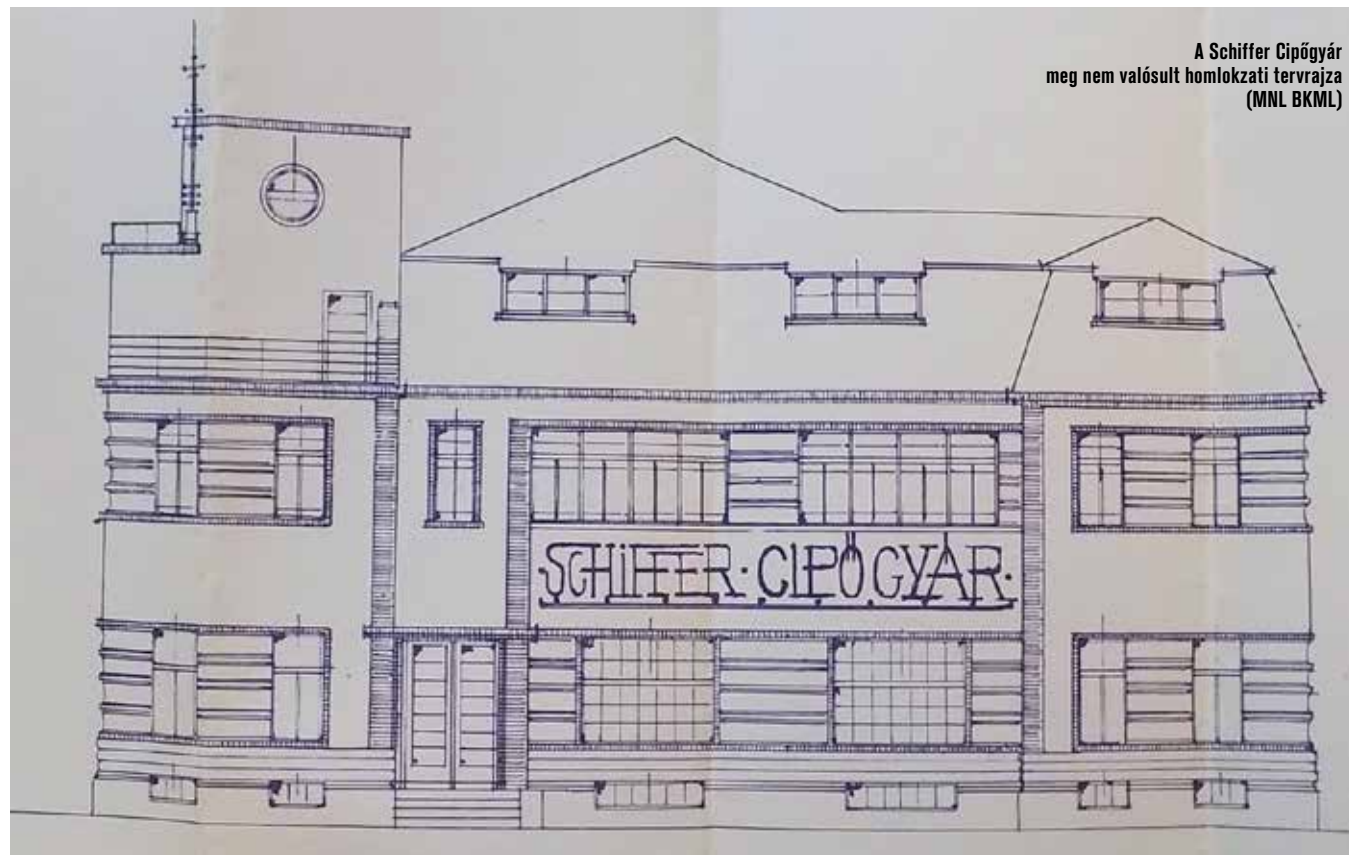 A Schiffer Cipőgyár
meg nem valósult homlokzati tervrajza
(MNL BKML)
·SCHiFFER·CIPŐGYÁR·